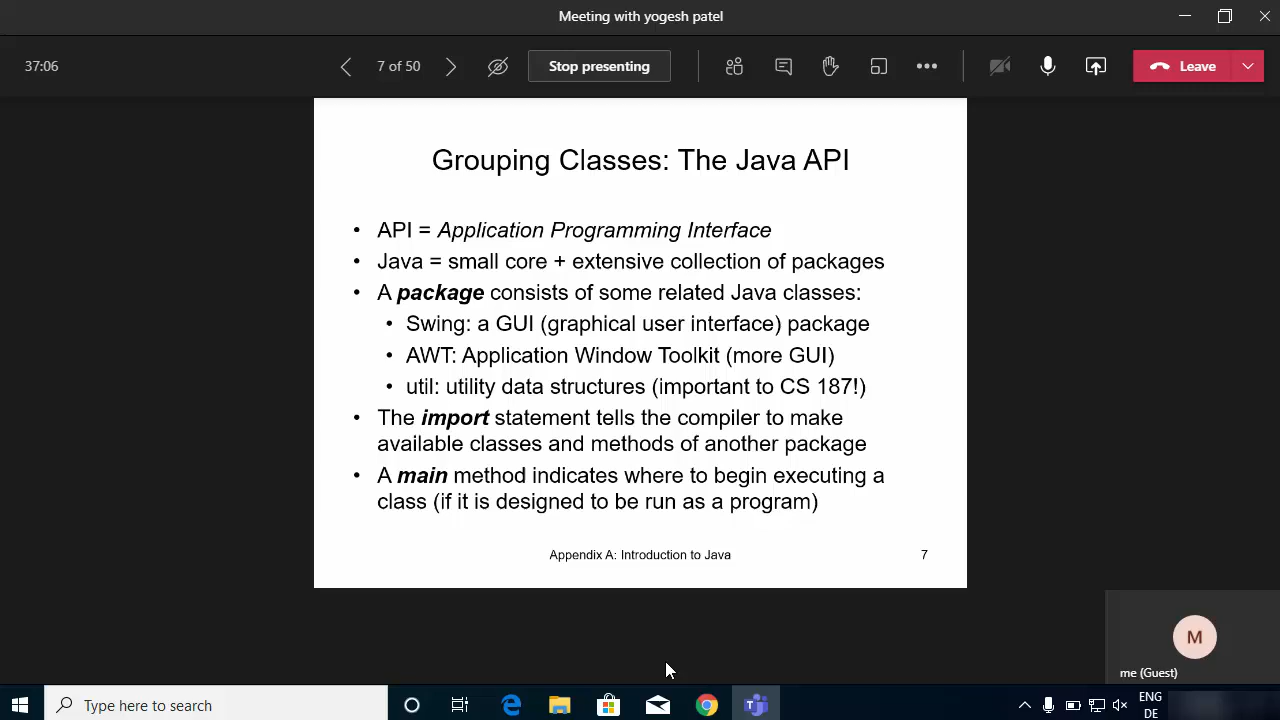 Meeting with yogesh patel
37:06
7 of 50
Stop presenting
Leave
Grouping Classes: The Java API
• API = Application Programming Interface
• Java = small core + extensive collection of packages
• A package consists of some related Java classes:
• Swing: a GUI (graphical user interface) package
• AWT: Application Window Toolkit (more GUI)
• util: utility data structures (important to CS 187!)
• The import statement tells the compiler to make
available classes and methods of another package
• A main method indicates where to begin executing a
class (if it is designed to be run as a program)
Appendix A: Introduction to Java
7
M
me (Guest)
Type here to search
ENG
DE